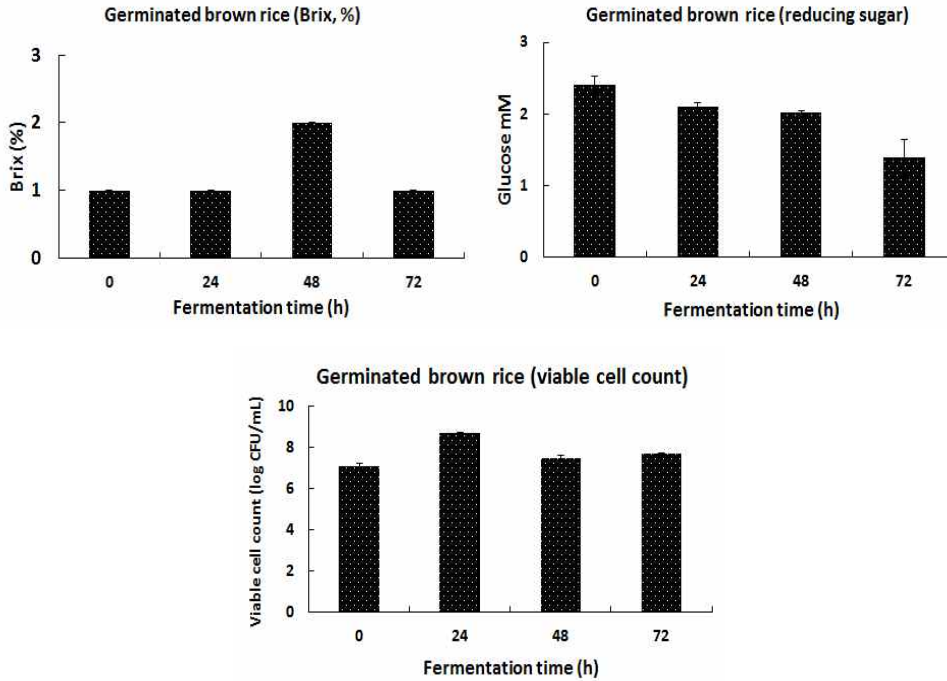 Germinated brown rice (Brix, %)
3
2
1
0
Brix (%)
0 24 48 72
Fermentation time (h)
Germinated brown rice (reducing sugar)
3
2
1
0
Glucose mM
0 24 48 72
Fermentation time (h)
Germinated brown rice (viable cell count)
10
8
6
4
2
0
Viable cell count (log CFU/mL)
0 24 48 72
Fermentation time (h)